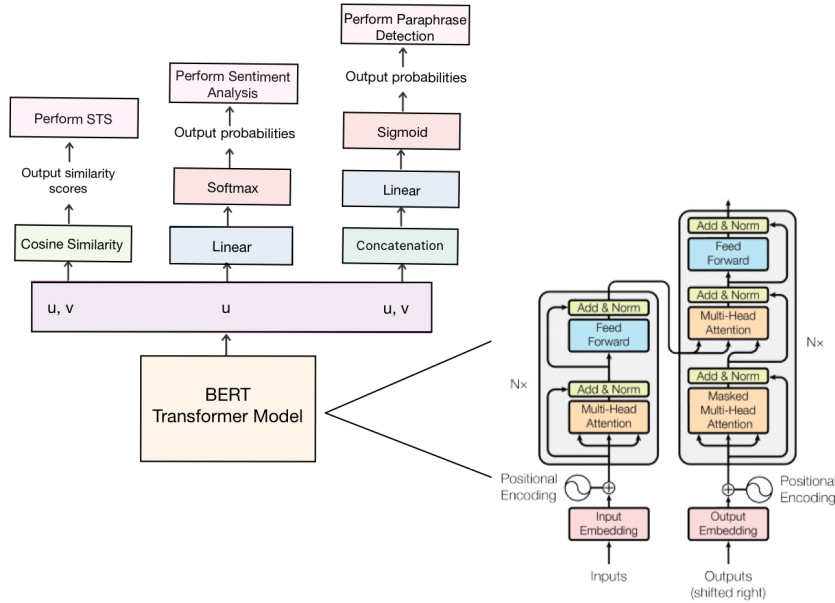 Perform Paraphrase
Detection
Output probabilities
Sigmoid
Linear
Concatenation
Perform Sentiment
Analysis
Output probabilities
Softmax
Linear
Perform STS
Output similarity
scores
Cosine Similarity
u, v
u
u, v
BERT
Transformer Model
Add & Norm
Feed
Forward
Nx
Add & Norm
Multi-Head
Attention
Positional
Encoding
Input
Embedding
Inputs
Add & Norm
Feed
Forward
Add & Norm
Multi-Head
Attention
Nx
Add & Norm
Masked
Multi-Head
Attention
Positional
Encoding
Output
Embedding
Outputs
(shifted right)